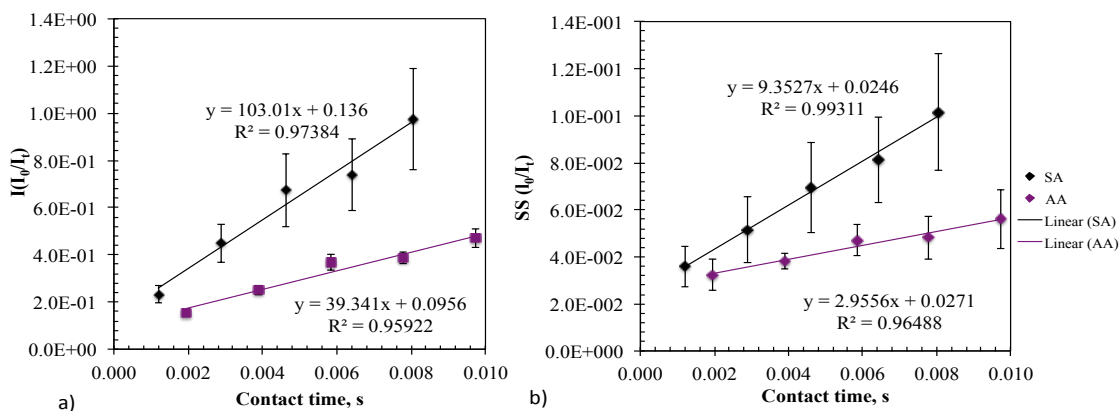 1.4E+00
1.2E+00
1.0E+00
8.0E-01
6.0E-01
4.0E-01
2.0E-01
0.0E+00
I(I₀/Iₜ)
y = 103.01x + 0.136
R² = 0.97384
y = 39.341x + 0.0956
R² = 0.95922
0.000 0.002 0.004 0.006 0.008 0.010
Contact time, s
a)
1.4E-001
1.2E-001
1.0E-001
8.0E-002
6.0E-002
4.0E-002
2.0E-002
0.0E+000
SS (I₀/Iₜ)
y = 9.3527x + 0.0246
R² = 0.99311
y = 2.9556x + 0.0271
R² = 0.96488
0.000 0.002 0.004 0.006 0.008 0.010
Contact time, s
b)
SA
AA
Linear (SA)
Linear (AA)